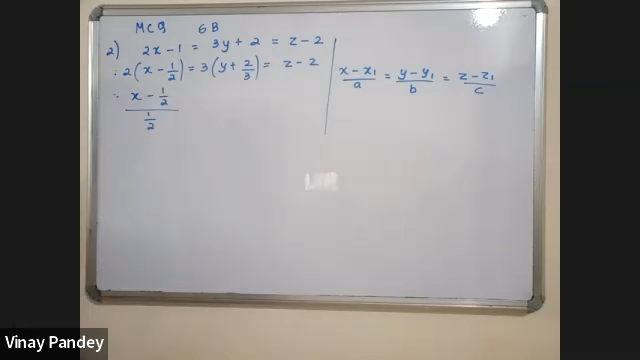 MCQ 6B
2) 2x - 1 = 3y + 2 = z - 2
∴ 2(x - 1/2) = 3(y + 2/3) = z - 2
∴ (x - 1/2) / (1/2)
(x - x₁)/a = (y - y₁)/b = (z - z₁)/c
Vinay Pandey